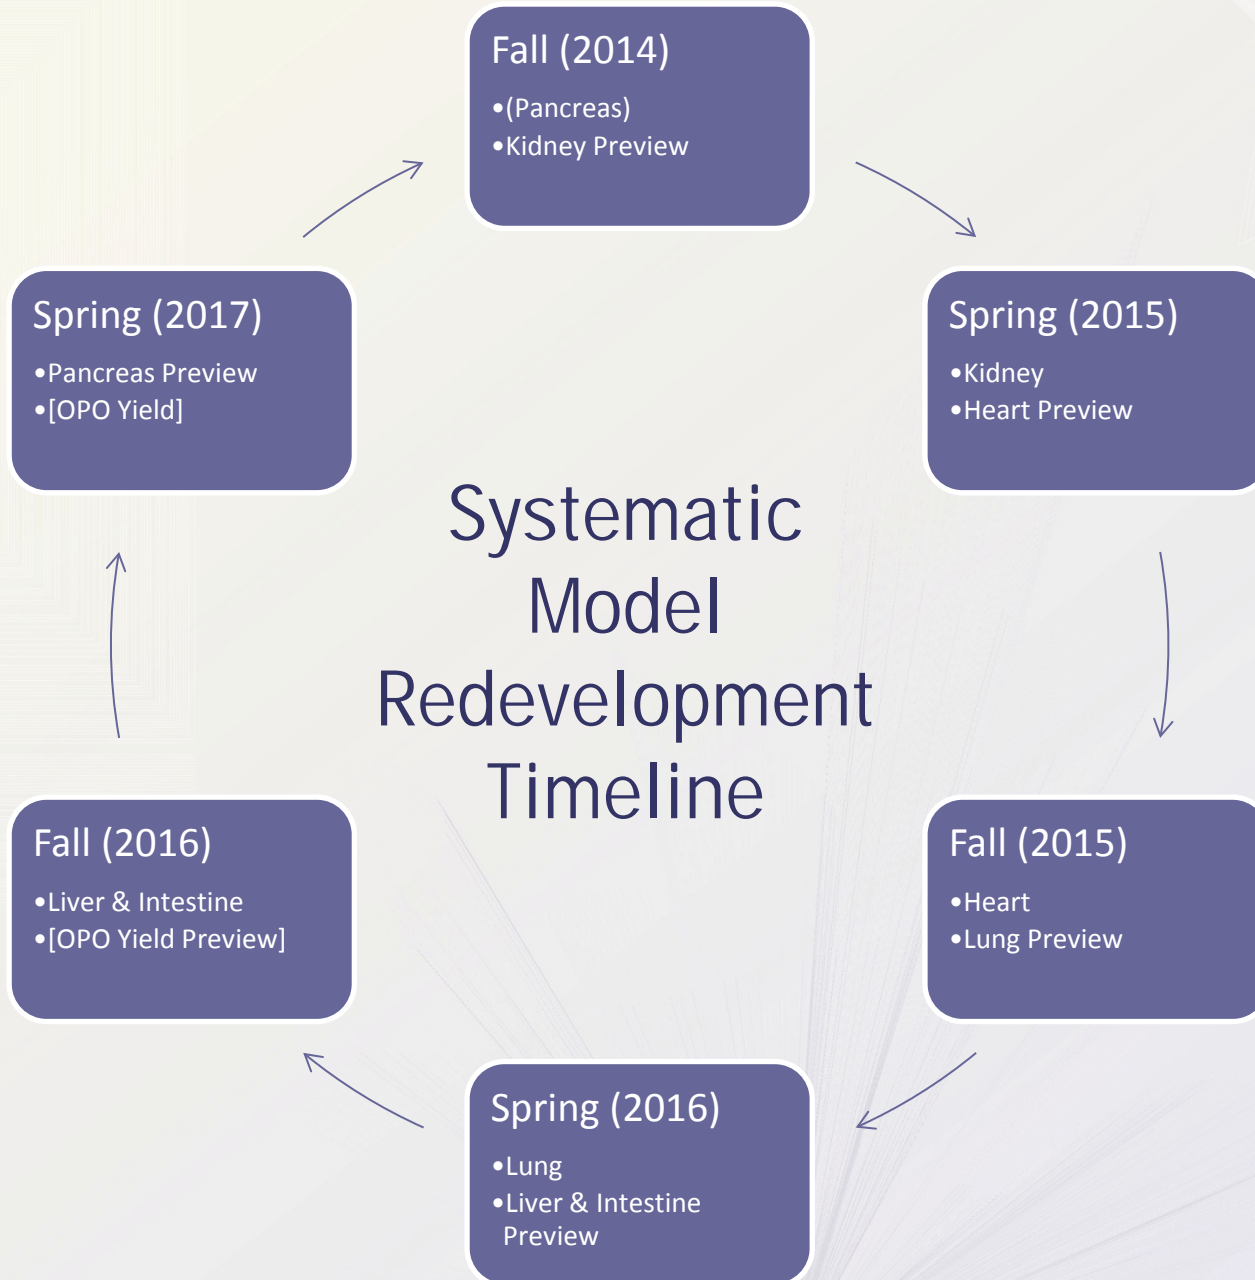 Fall (2014)
•(Pancreas)
•Kidney Preview
Spring (2015)
•Kidney
•Heart Preview
Fall (2015)
•Heart
•Lung Preview
Spring (2016)
•Lung
•Liver & Intestine
Preview
Fall (2016)
•Liver & Intestine
•[OPO Yield Preview]
Spring (2017)
•Pancreas Preview
•[OPO Yield]
Systematic
Model
Redevelopment
Timeline